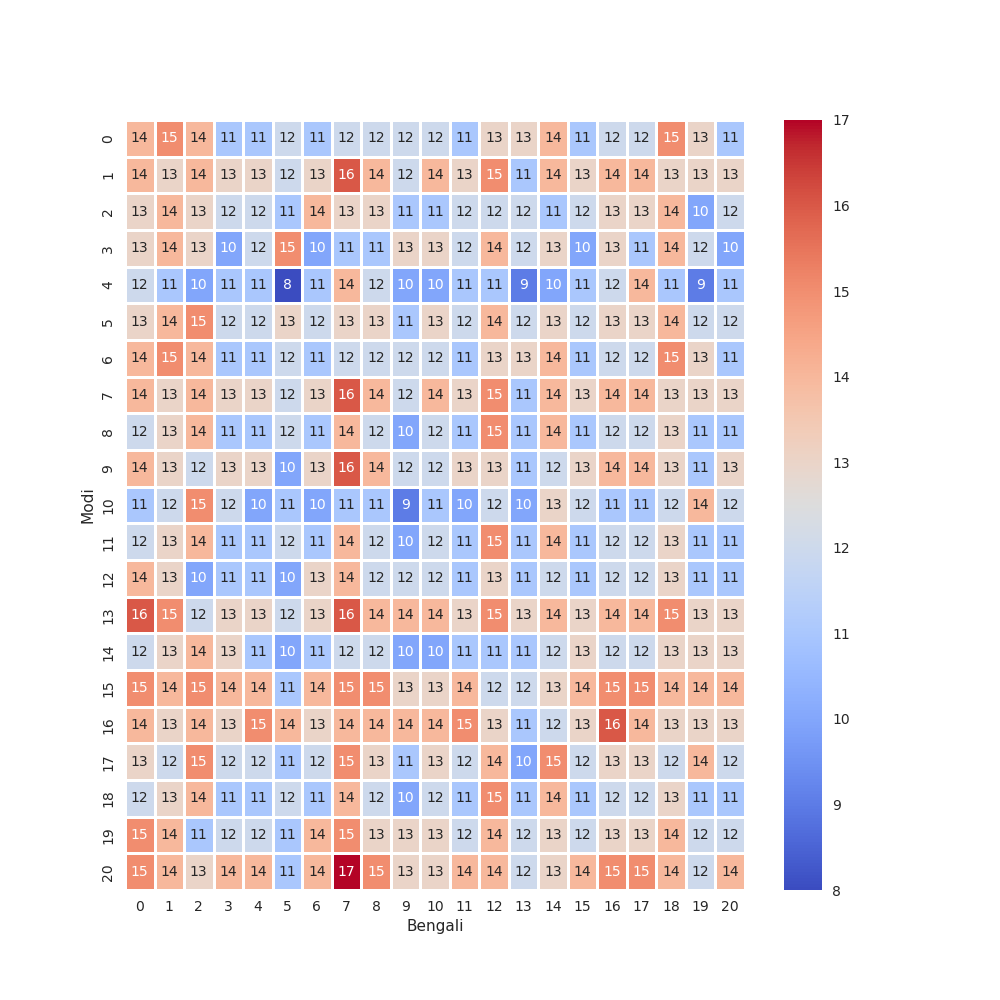 0 14 15 14 11 11 12 11 12 12 12 12 11 13 13 14 11 12 12 15 13 11
1 14 13 14 13 13 12 13 16 14 12 14 13 15 11 14 13 14 14 13 13 13
2 13 14 13 12 12 11 14 13 13 11 11 12 12 12 11 12 13 13 14 10 12
3 13 14 13 10 12 15 10 11 11 13 13 12 14 12 13 10 13 11 14 12 10
4 12 11 10 11 11 8 11 14 12 10 10 11 11 9 10 11 12 14 11 9 11
5 13 14 15 12 12 13 12 13 13 11 13 12 14 12 13 12 13 13 14 12 12
6 14 15 14 11 11 12 11 12 12 12 12 11 13 13 14 11 12 12 15 13 11
7 14 13 14 13 13 12 13 16 14 12 14 13 15 11 14 13 14 14 13 13 13
8 12 13 14 11 11 12 11 14 12 10 12 11 15 11 14 11 12 12 13 11 11
9 14 13 12 13 13 10 13 16 14 12 12 13 13 11 12 13 14 14 13 11 13
10 11 12 15 12 10 11 10 11 11 9 11 10 12 10 13 12 11 11 12 14 12
11 12 13 14 11 11 12 11 14 12 10 12 11 15 11 14 11 12 12 13 11 11
12 14 13 10 11 11 10 13 14 12 12 12 11 13 11 12 11 12 12 13 11 11
13 16 15 12 13 13 12 13 16 14 14 14 13 15 13 14 13 14 14 15 13 13
14 12 13 14 13 11 10 11 12 12 10 10 11 11 11 12 13 12 12 13 13 13
15 15 14 15 14 14 11 14 15 15 13 13 14 12 12 13 14 15 15 14 14 14
16 14 13 14 13 15 14 13 14 14 14 14 15 13 11 12 13 16 14 13 13 13
17 13 12 15 12 12 11 12 15 13 11 13 12 14 10 15 12 13 13 12 14 12
18 12 13 14 11 11 12 11 14 12 10 12 11 15 11 14 11 12 12 13 11 11
19 15 14 11 12 12 11 14 15 13 13 13 12 14 12 13 12 13 13 14 12 12
20 15 14 13 14 14 11 14 17 15 13 13 14 14 12 13 14 15 15 14 12 14
0 1 2 3 4 5 6 7 8 9 10 11 12 13 14 15 16 17 18 19 20
Bengali
Modi
17
16
15
14
13
12
11
10
9
8